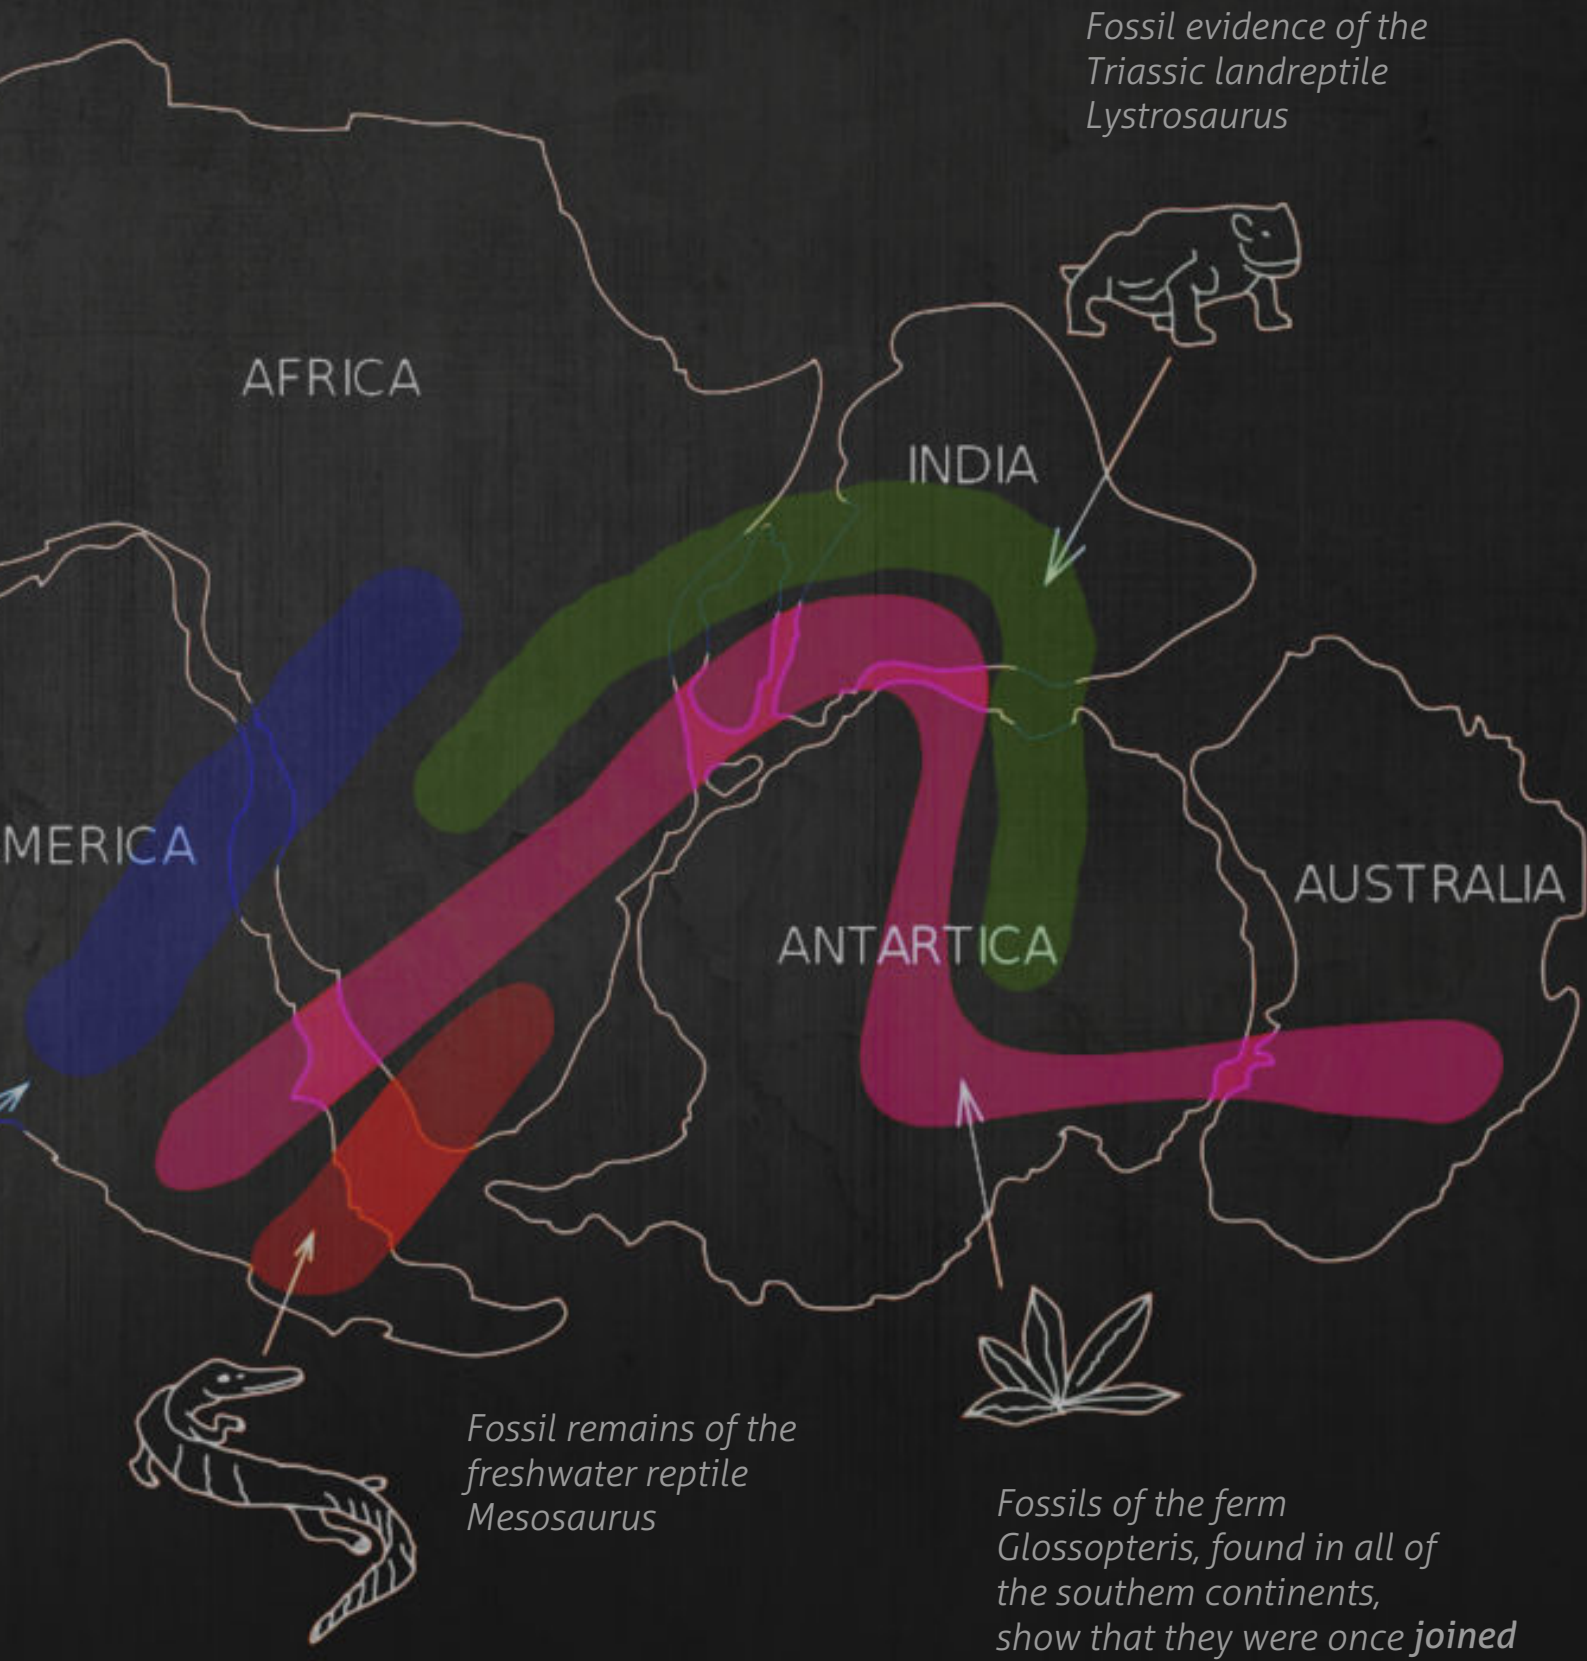 Fossil evidence of the
Triassic landreptile
Lystrosaurus
AFRICA
INDIA
MERICA
AUSTRALIA
ANTARTICA
Fossil remains of the
freshwater reptile
Mesosaurus
Fossils of the ferm
Glossopteris, found in all of
the southem continents,
show that they were once joined